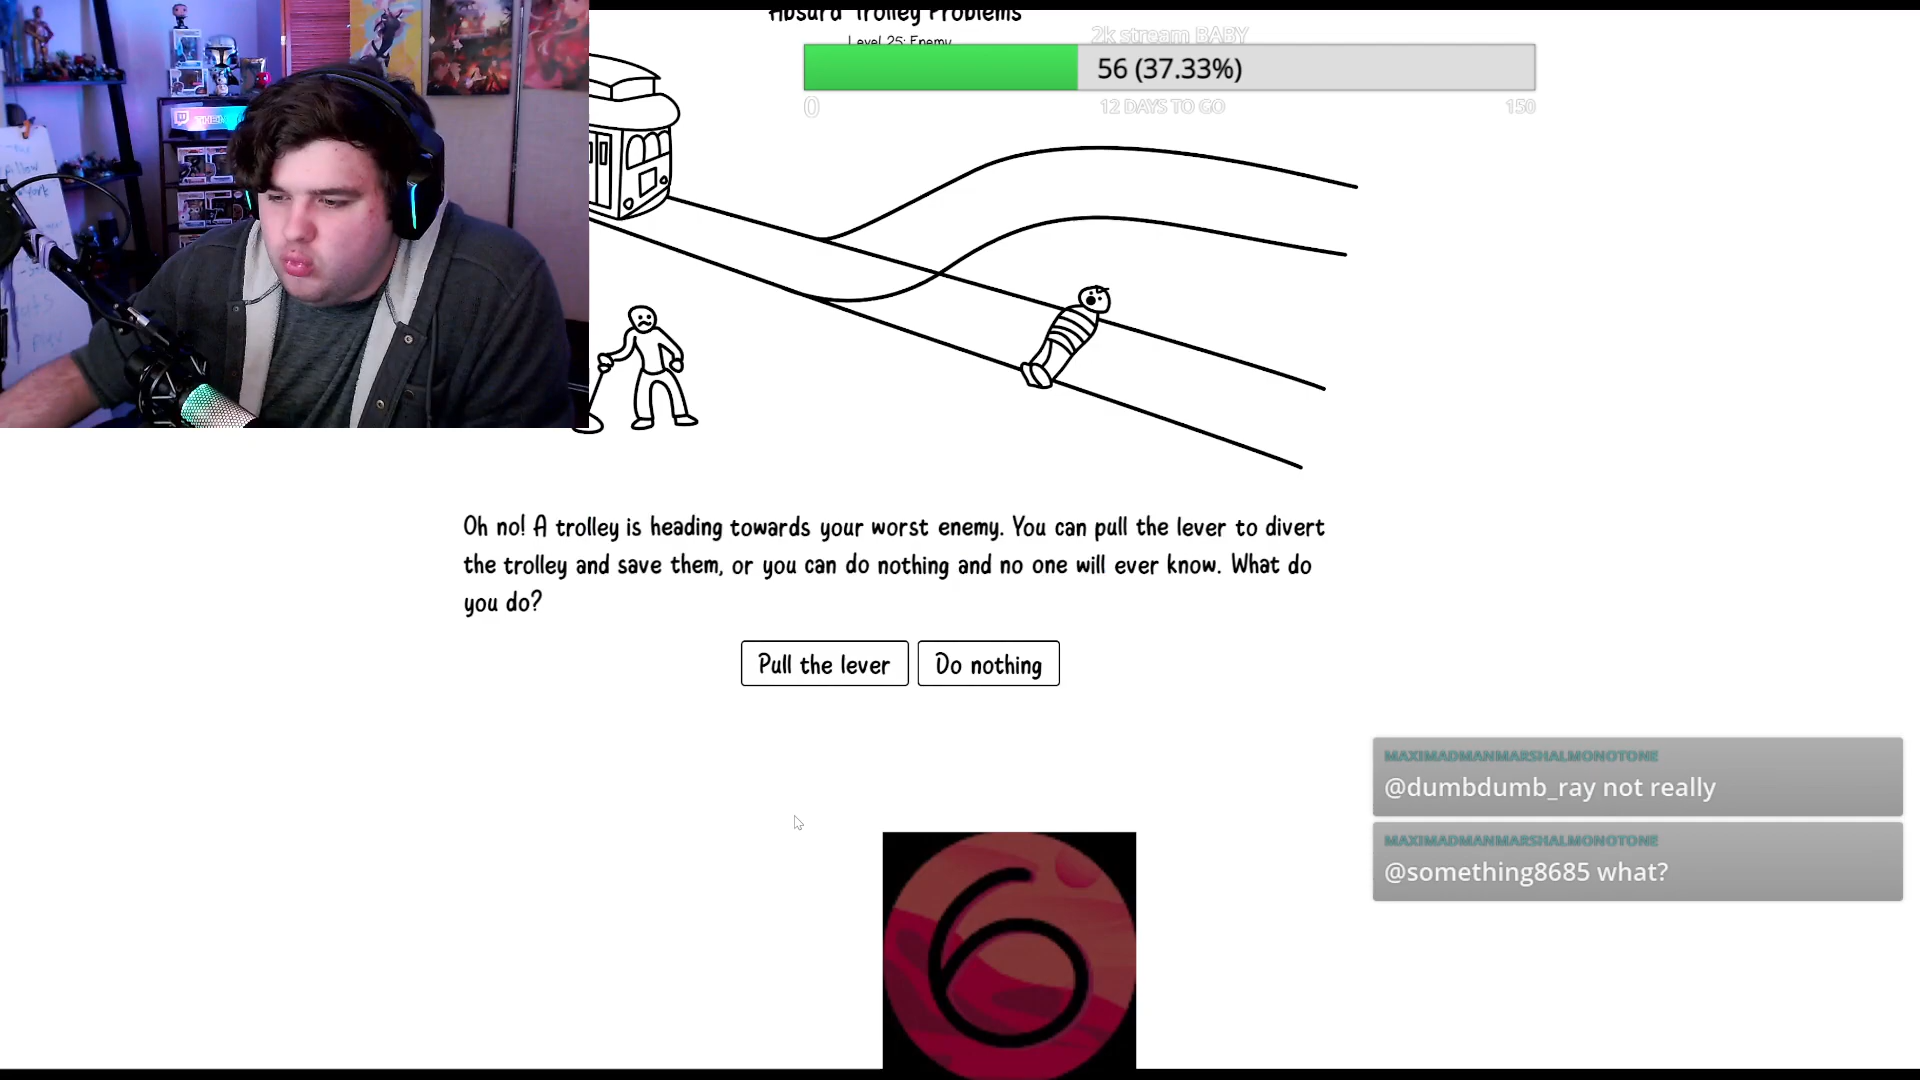 Absurd Trolley Problems
Level 25: Enemy
2k stream BABY
56 (37.33%)
0
12 DAYS TO GO
150
Oh no! A trolley is heading towards your worst enemy. You can pull the lever to divert
the trolley and save them, or you can do nothing and no one will ever know. What do
you do?
Pull the lever
Do nothing
MAXIMADMANMARSHALMONOTONE
@dumbdumb_ray not really
MAXIMADMANMARSHALMONOTONE
@something8685 what?
6